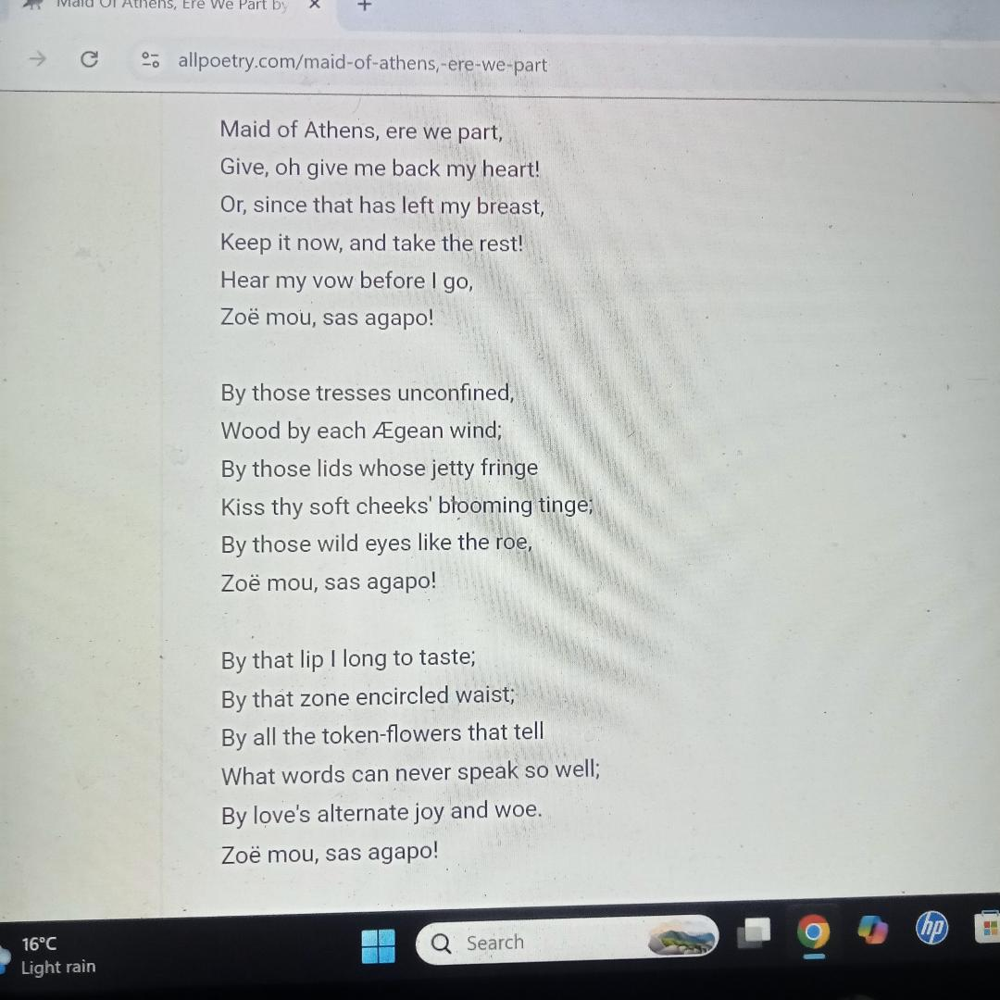 Maid Of Athens, Ere We Part by
allpoetry.com/maid-of-athens,-ere-we-part
Maid of Athens, ere we part,
Give, oh give me back my heart!
Or, since that has left my breast,
Keep it now, and take the rest!
Hear my vow before I go,
Zoë mou, sas agapo!
By those tresses unconfined,
Wood by each Ægean wind;
By those lids whose jetty fringe
Kiss thy soft cheeks' blooming tinge;
By those wild eyes like the roe,
Zoë mou, sas agapo!
By that lip I long to taste;
By that zone encircled waist;
By all the token-flowers that tell
What words can never speak so well;
By love's alternate joy and woe.
Zoë mou, sas agapo!
16°C
Light rain
Search
hp